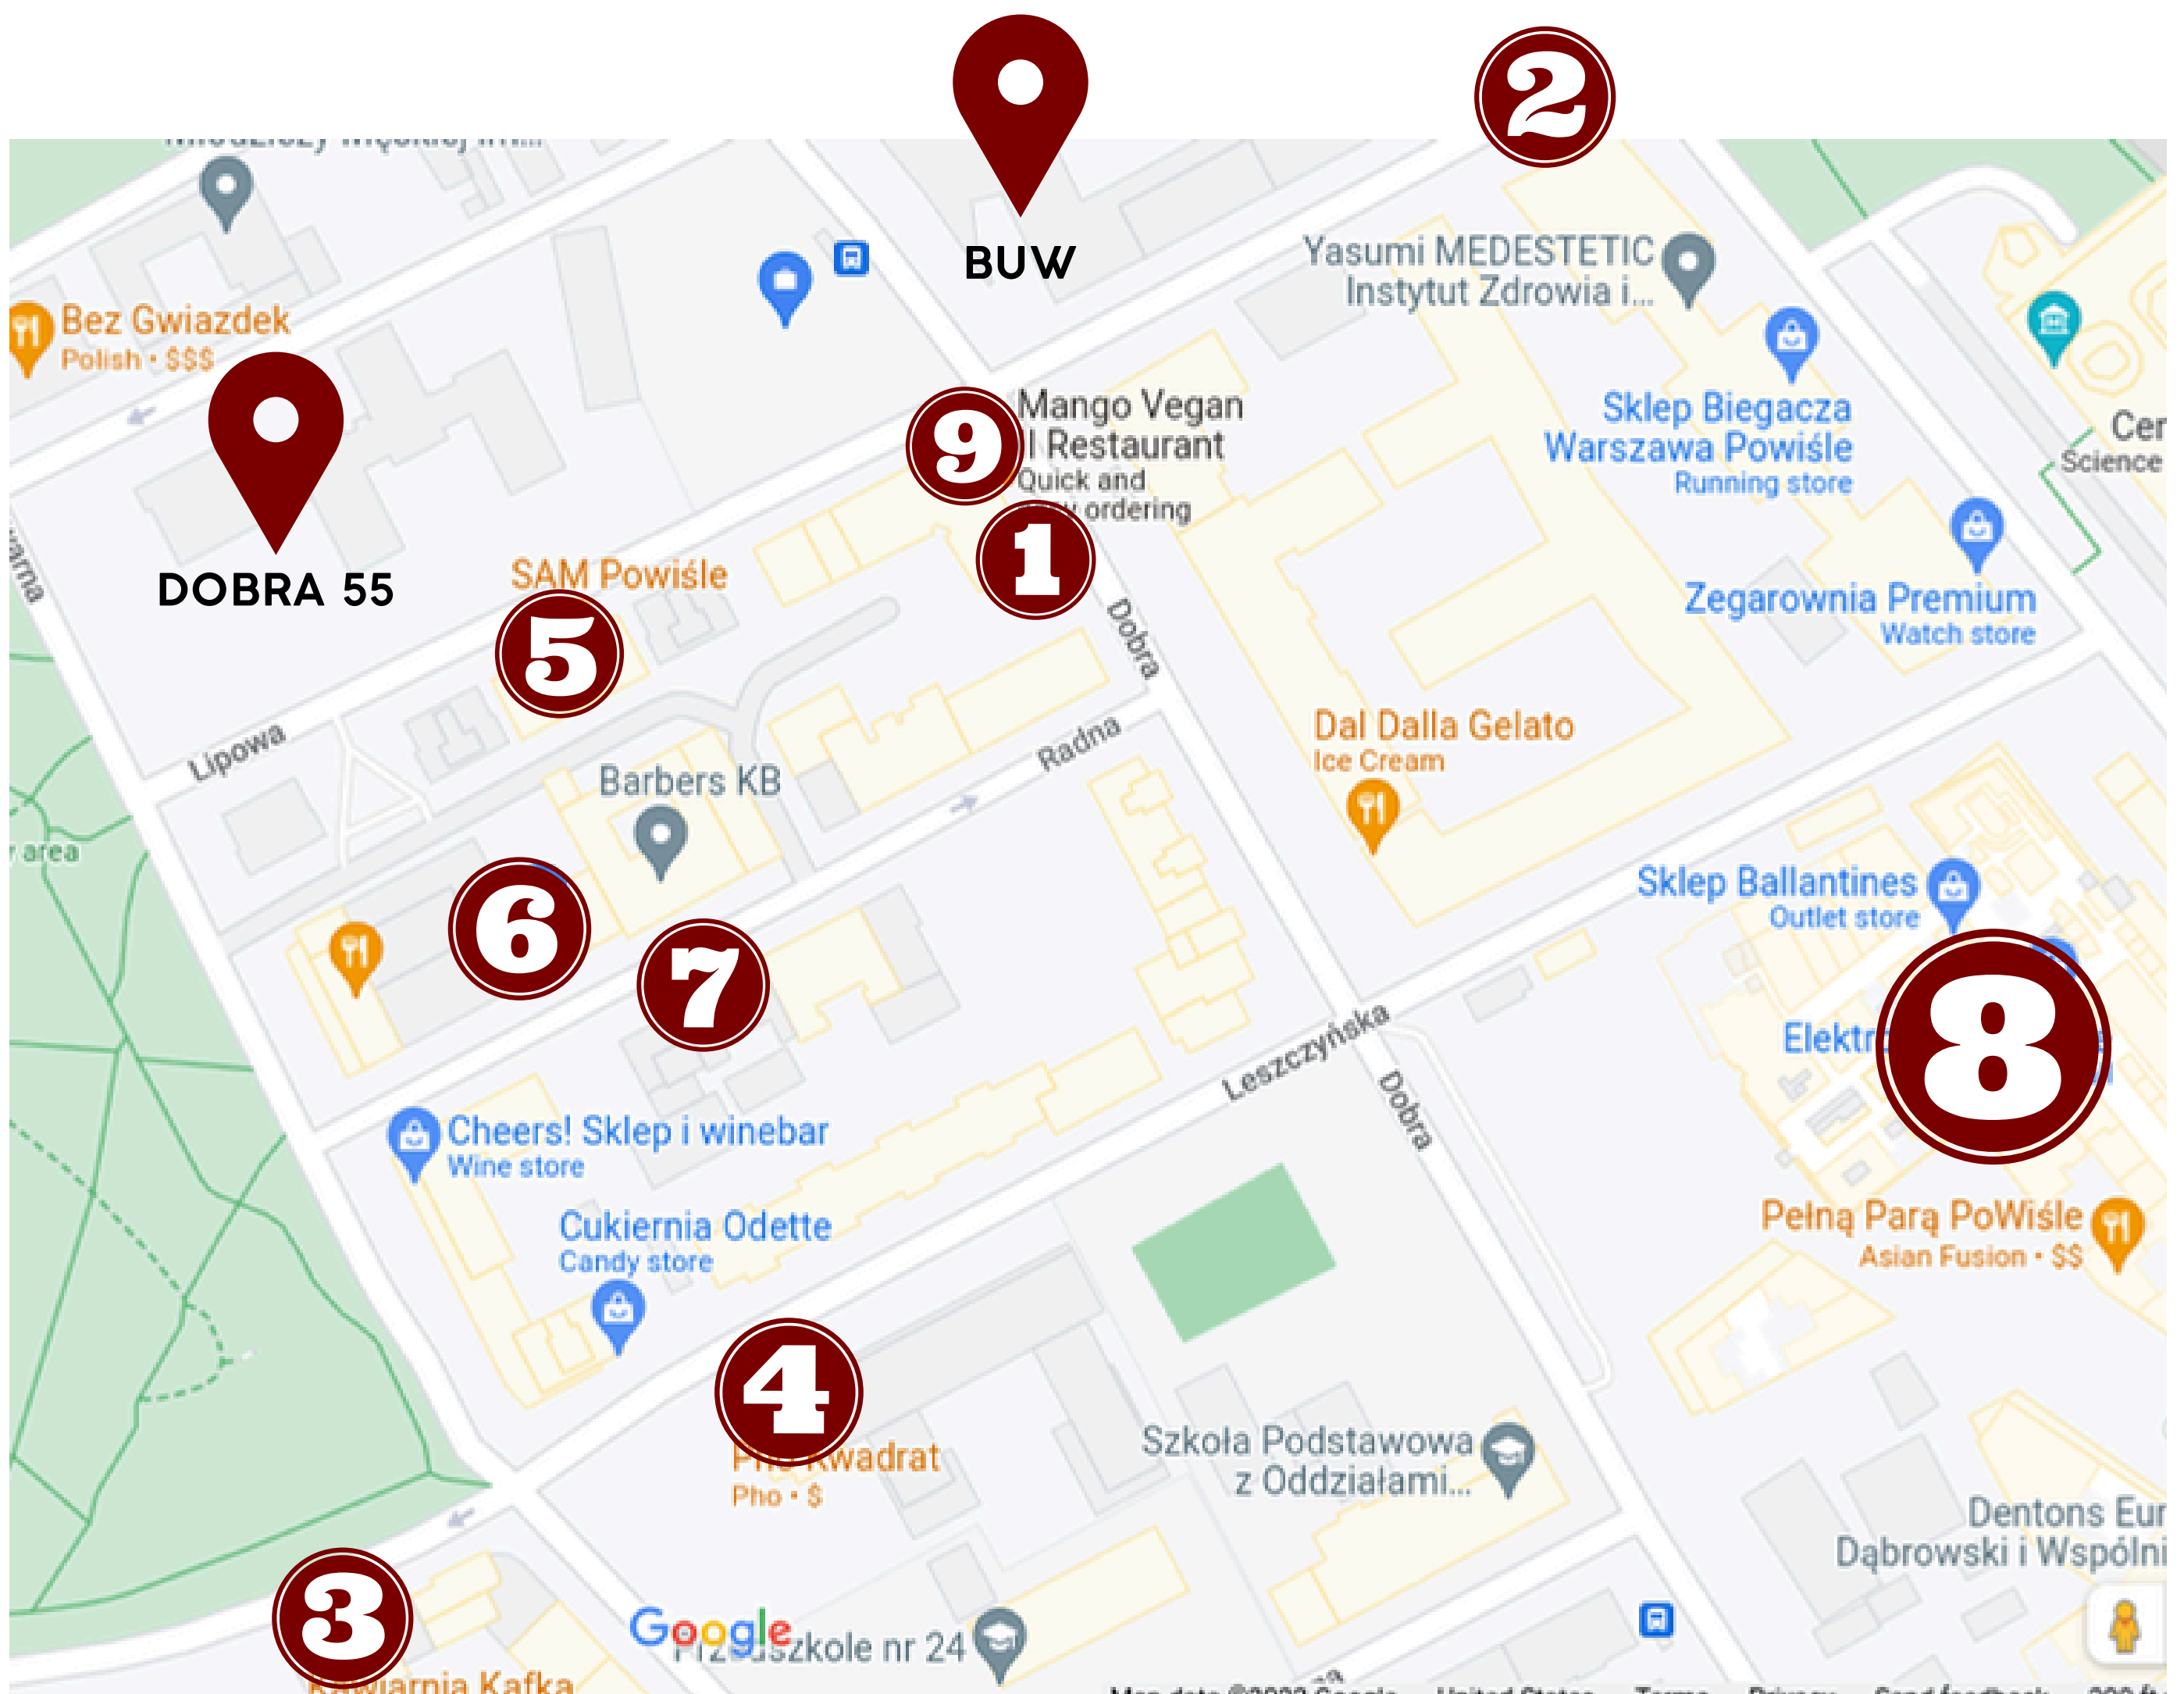 2
BUW
Yasumi MEDESTETIC
Instytut Zdrowia i...
Bez Gwiazdek
Polish • $$$
Mango Vegan
Restaurant
Quick and
ordering
9
1
Sklep Biegacza
Warszawa Powiśle
Running store
Cer
Science
DOBRA 55
SAM Powiśle
5
Dobra
Zegarownia Premium
Watch store
Lipowa
Radna
Dal Dalla Gelato
Ice Cream
Barbers KB
area
6
7
Sklep Ballantines
Outlet store
8
Elektr
Leszczyńska
Dobra
Cheers! Sklep i winebar
Wine store
Cukiernia Odette
Candy store
Pełną Parą PoWiśle
Asian Fusion • $$
4
Kwadrat
Pho • $
Szkoła Podstawowa
z Oddziałami...
Dentons Eur
Dąbrowski i Wspólni
3
Google
szkole nr 24
Kawiarnia Kafka